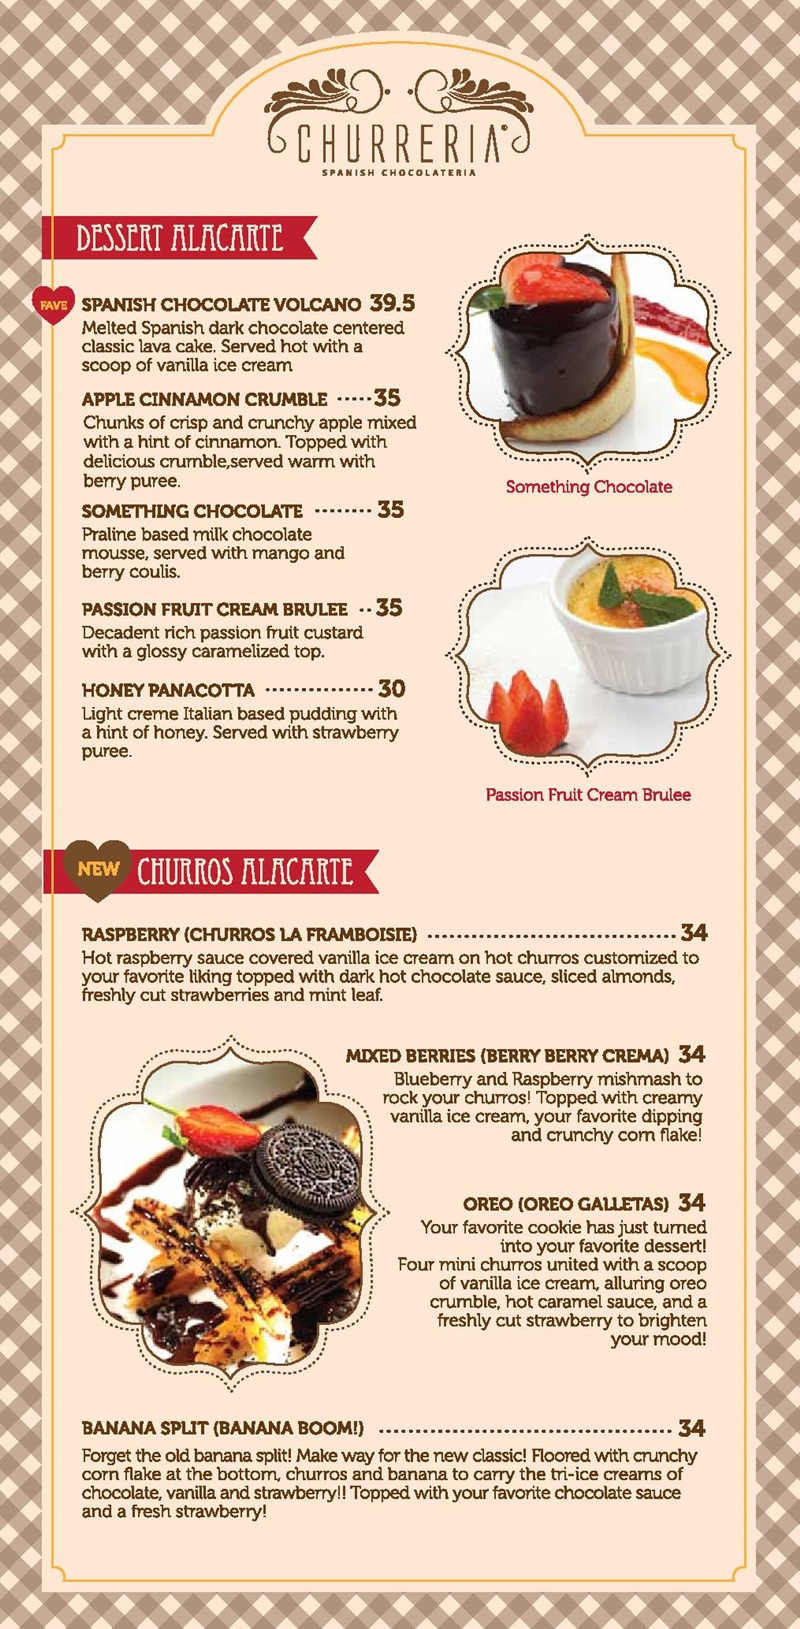 CHURRERIA
SPANISH CHOCOLATERIA
DESSERT ALACARTE
FAVE
SPANISH CHOCOLATE VOLCANO 39.5
Melted Spanish dark chocolate centered
classic lava cake. Served hot with a
scoop of vanilla ice cream
APPLE CINNAMON CRUMBLE ·····35
Chunks of crisp and crunchy apple mixed
with a hint of cinnamon. Topped with
delicious crumble,served warm with
berry puree.
SOMETHING CHOCOLATE ········ 35
Praline based milk chocolate
mousse, served with mango and
berry coulis.
PASSION FRUIT CREAM BRULEE ·· 35
Decadent rich passion fruit custard
with a glossy caramelized top.
HONEY PANACOTTA ··············· 30
Light creme Italian based pudding with
a hint of honey. Served with strawberry
puree.
Something Chocolate
Passion Fruit Cream Brulee
NEW CHURROS ALACARTE
RASPBERRY (CHURROS LA FRAMBOISIE) ································ 34
Hot raspberry sauce covered vanilla ice cream on hot churros customized to
your favorite liking topped with dark hot chocolate sauce, sliced almonds,
freshly cut strawberries and mint leaf.
MIXED BERRIES (BERRY BERRY CREMA) 34
Blueberry and Raspberry mishmash to
rock your churros! Topped with creamy
vanilla ice cream, your favorite dipping
and crunchy corn flake!
OREO (OREO GALLETAS) 34
Your favorite cookie has just turned
into your favorite dessert!
Four mini churros united with a scoop
of vanilla ice cream, alluring oreo
crumble, hot caramel sauce, and a
freshly cut strawberry to brighten
your mood!
OREO
BANANA SPLIT (BANANA BOOM!) ····································· 34
Forget the old banana split! Make way for the new classic! Floored with crunchy
corn flake at the bottom, churros and banana to carry the tri-ice creams of
chocolate, vanilla and strawberry!! Topped with your favorite chocolate sauce
and a fresh strawberry!